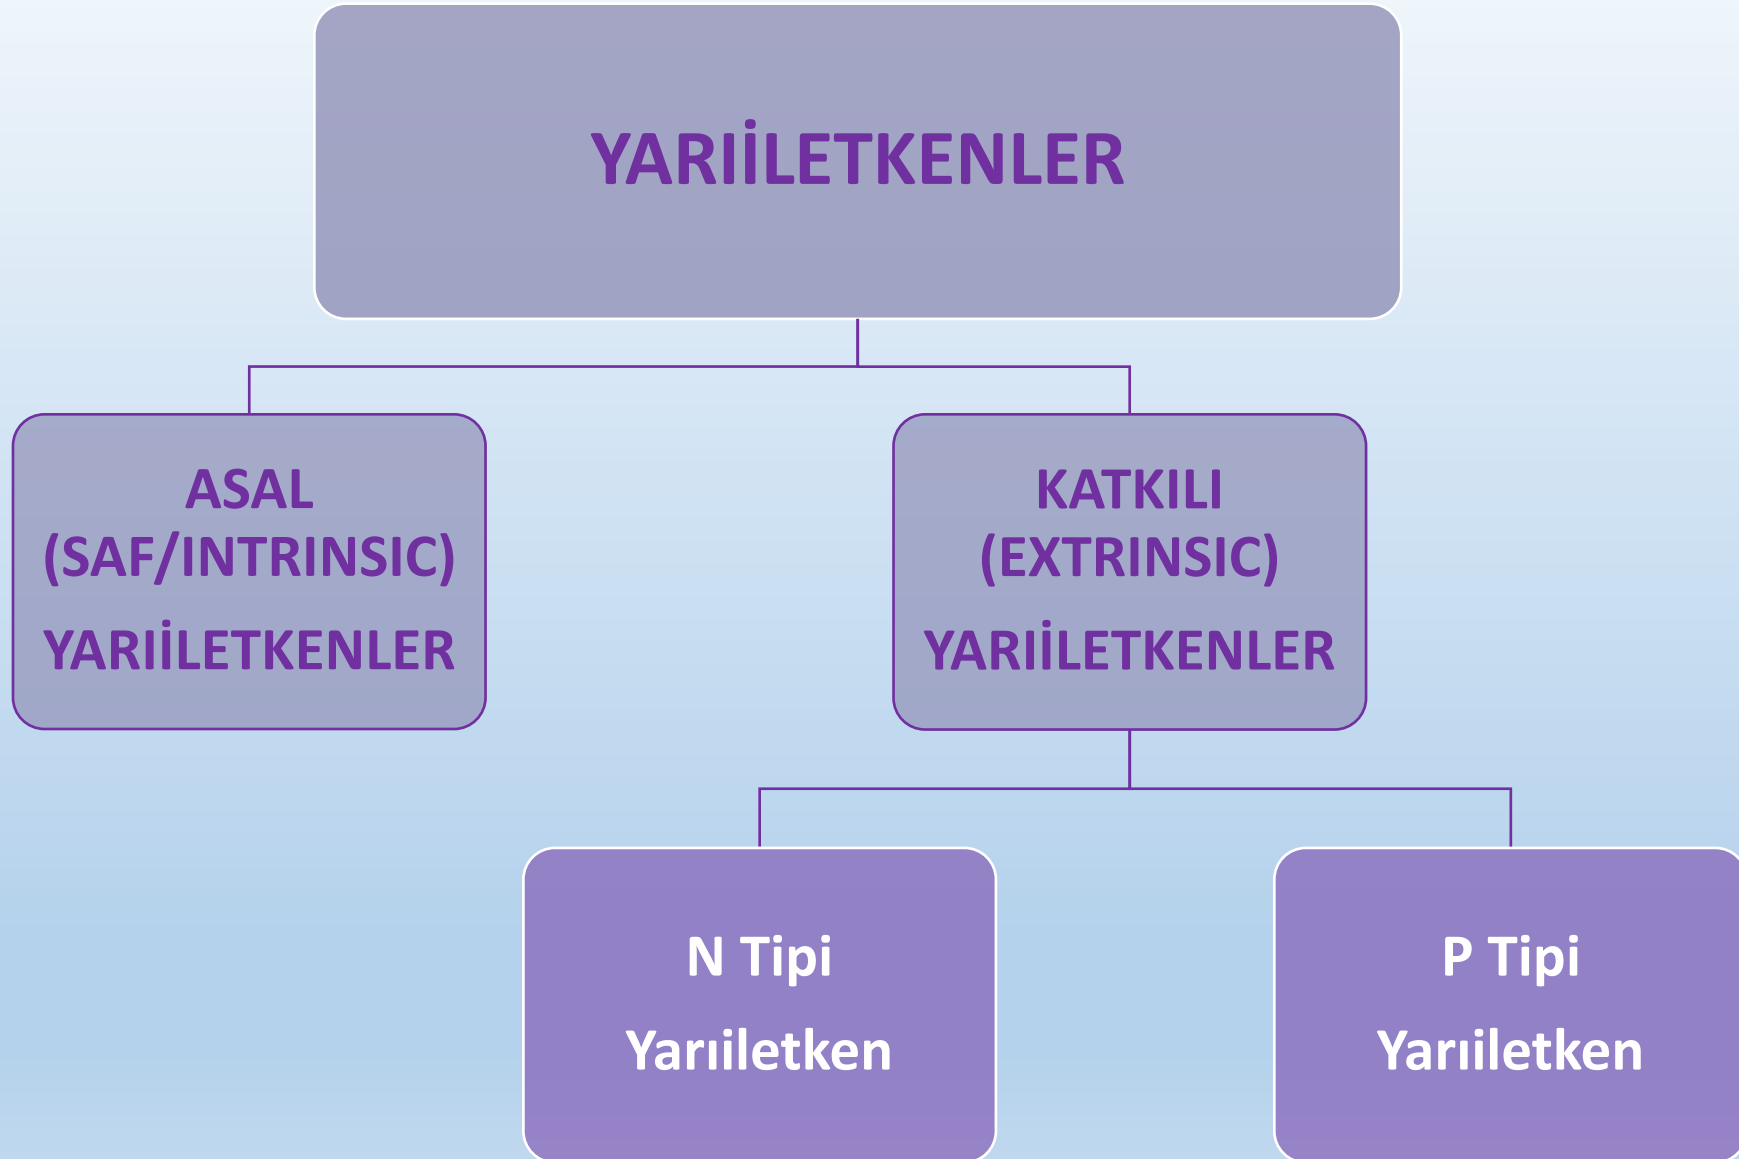 YARIİLETKENLER
ASAL
(SAF/INTRINSIC)
YARIİLETKENLER
KATKILI
(EXTRINSIC)
YARIİLETKENLER
N Tipi
Yarıiletken
P Tipi
Yarıiletken